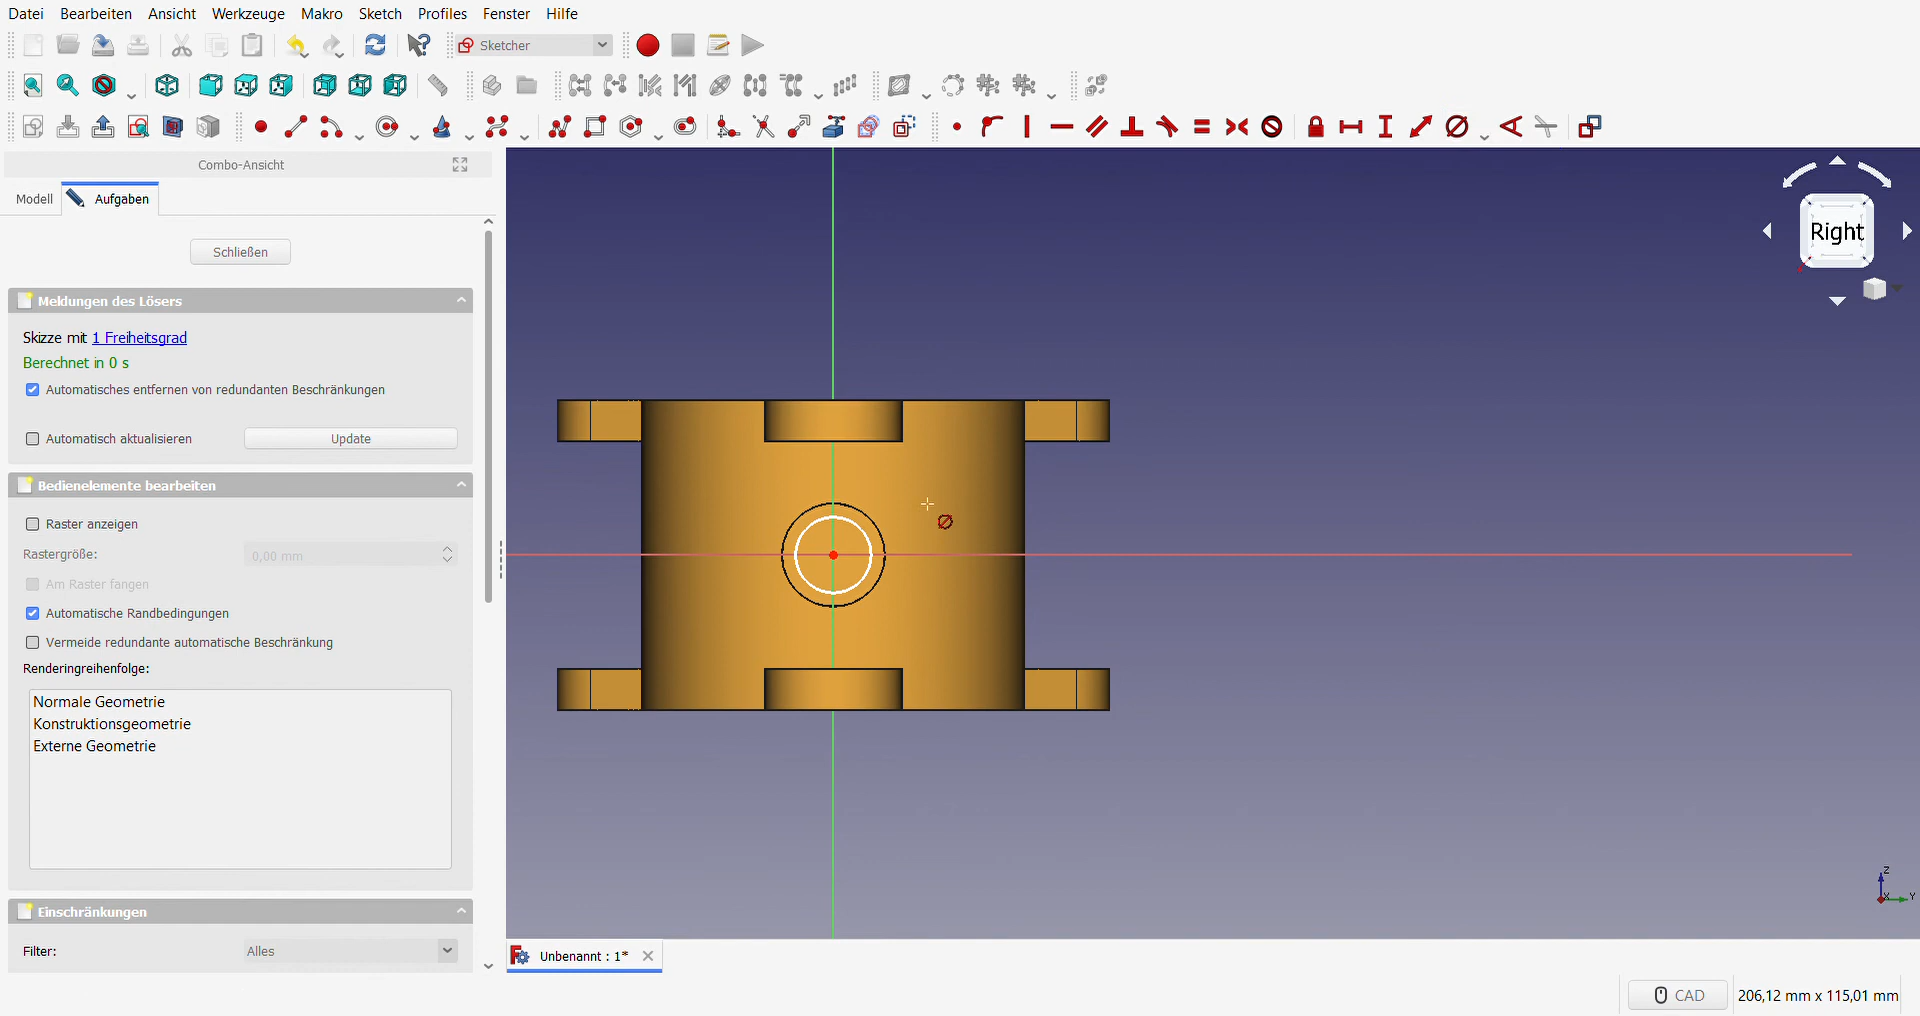 Datei Bearbeiten Ansicht Werkzeuge Makro Sketch Profiles Fenster Hilfe
Sketcher
Combo-Ansicht
Modell Aufgaben
Schließen
Meldungen des Lösers
Skizze mit 1 Freiheitsgrad
Berechnet in 0 s
Automatisches entfernen von redundanten Beschränkungen
Automatisch aktualisieren Update
Bedienelemente bearbeiten
Raster anzeigen
Rastergröße: 0,00 mm
Am Raster fangen
Automatische Randbedingungen
Vermeide redundante automatische Beschränkung
Renderingreihenfolge:
Normale Geometrie
Konstruktionsgeometrie
Externe Geometrie
Einschränkungen
Filter: Alles
Right
Z
X Y
Unbenannt : 1*
CAD 206,12 mm x 115,01 mm